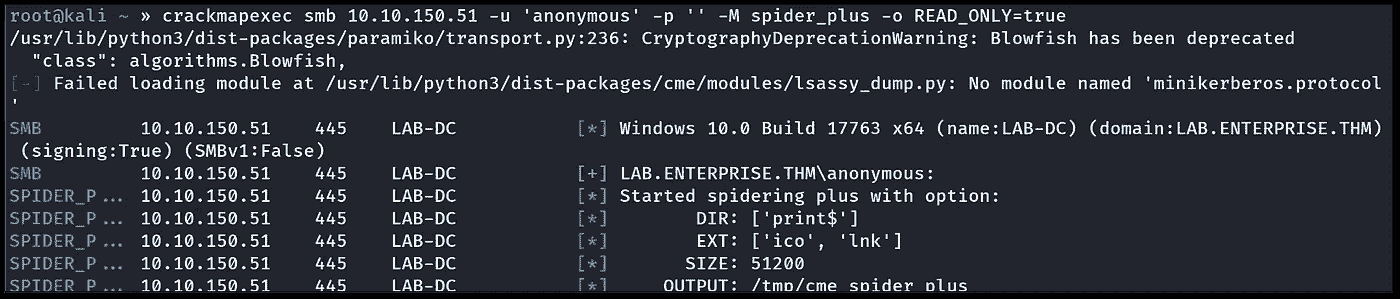 root@kali ~ » crackmapexec smb 10.10.150.51 -u 'anonymous' -p '' -M spider_plus -o READ_ONLY=true
/usr/lib/python3/dist-packages/paramiko/transport.py:236: CryptographyDeprecationWarning: Blowfish has been deprecated
"class": algorithms.Blowfish,
[-] Failed loading module at /usr/lib/python3/dist-packages/cme/modules/lsassy_dump.py: No module named 'minikerberos.protocol
'
SMB 10.10.150.51 445 LAB-DC [*] Windows 10.0 Build 17763 x64 (name:LAB-DC) (domain:LAB.ENTERPRISE.THM)
(signing:True) (SMBv1:False)
SMB 10.10.150.51 445 LAB-DC [+] LAB.ENTERPRISE.THM\anonymous:
SPIDER_P... 10.10.150.51 445 LAB-DC [*] Started spidering plus with option:
SPIDER_P... 10.10.150.51 445 LAB-DC [*] DIR: ['print$']
SPIDER_P... 10.10.150.51 445 LAB-DC [*] EXT: ['ico', 'lnk']
SPIDER_P... 10.10.150.51 445 LAB-DC [*] SIZE: 51200
SPIDER_P... 10.10.150.51 445 LAB-DC [*] OUTPUT: /tmp/cme_spider_plus